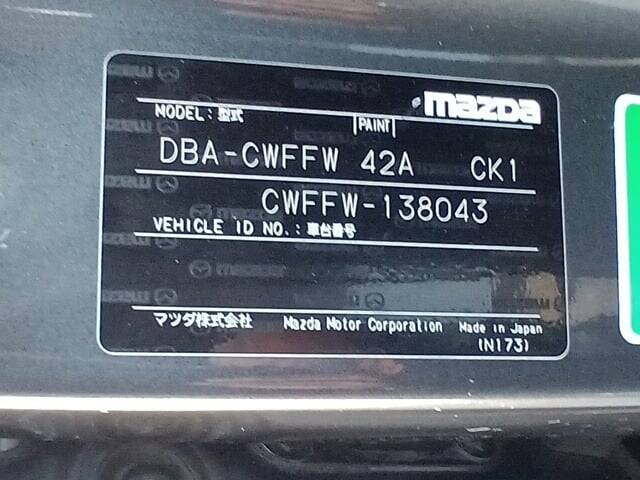 mazda
MODEL:型式 PAINT
DBA-CWFFW 42A CK1
CWFFW-138043
VEHICLE ID NO.:車台番号
マツダ株式会社 Mazda Motor Corporation Made in Japan
(N173)